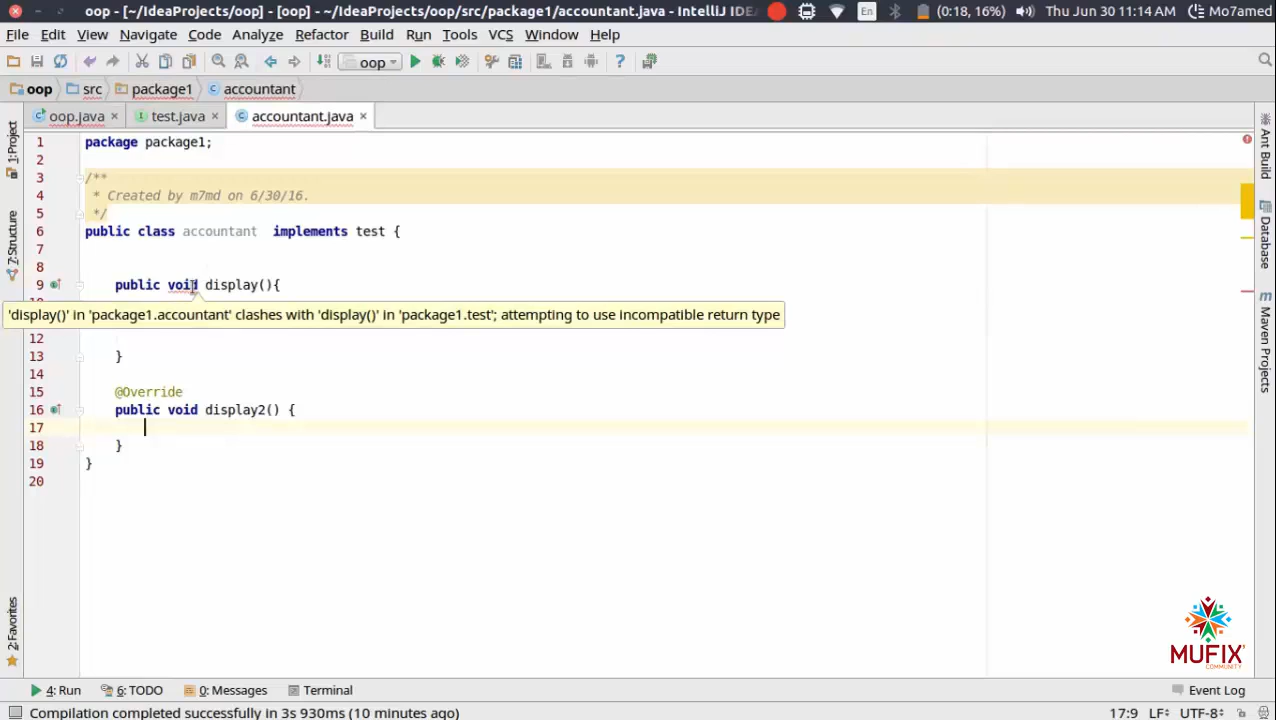 oop - [~/IdeaProjects/oop] - [oop] - ~/IdeaProjects/oop/src/package1/accountant.java - IntelliJ IDEA En (0:18, 16%) Thu Jun 30 11:14 AM Mo7amed
File Edit View Navigate Code Analyze Refactor Build Run Tools VCS Window Help
oop
oop src package1 accountant
oop.java test.java accountant.java
1 package package1;
2
3 /**
4 * Created by m7md on 6/30/16.
5 */
6 public class accountant implements test {
7
8
9 public void display(){
'display()' in 'package1.accountant' clashes with 'display()' in 'package1.test'; attempting to use incompatible return type
12
13 }
14
15 @Override
16 public void display2() {
17
18 }
19 }
20
1: Project
7: Structure
2: Favorites
Ant Build
Database
Maven Projects
MUFIX
COMMUNITY
4: Run 6: TODO 0: Messages Terminal Event Log
Compilation completed successfully in 3s 930ms (10 minutes ago) 17:9 LF÷ UTF-8÷